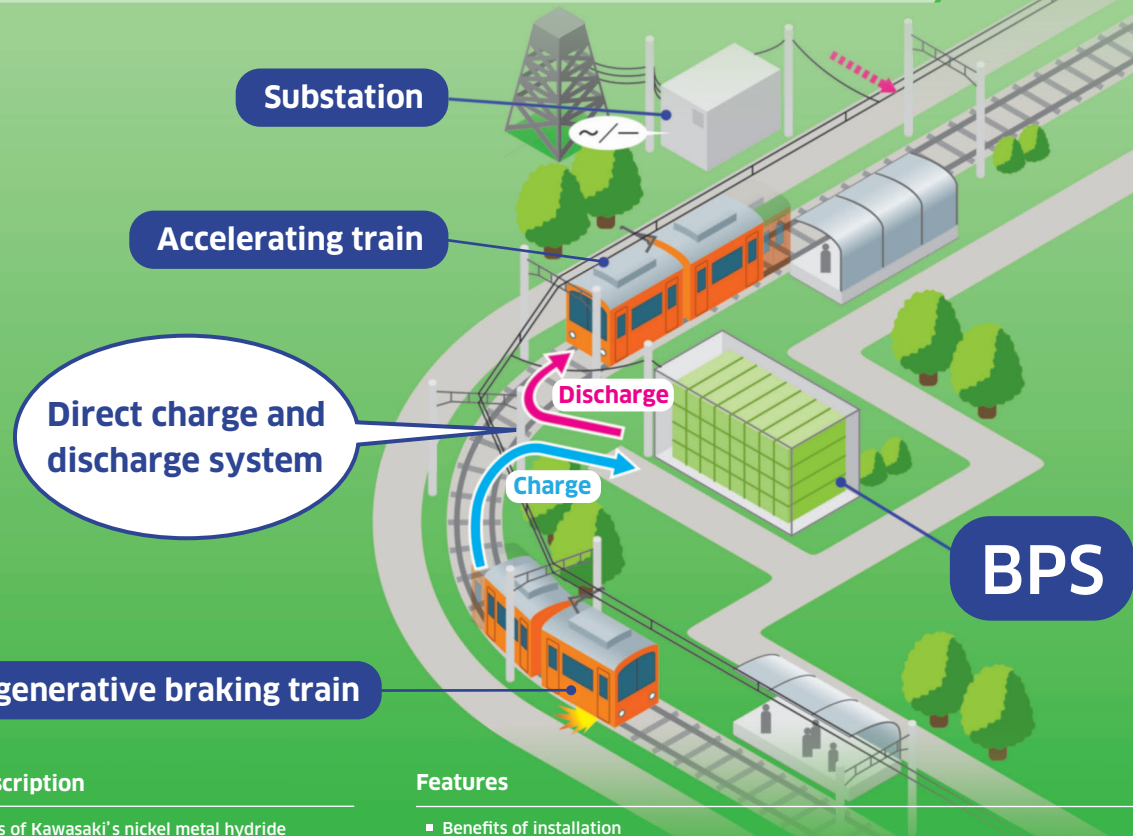 Substation
~/−
Accelerating train
Discharge
Direct charge and
discharge system
Charge
BPS
generative braking train
scription
Features
s of Kawasaki's nickel metal hydride
▪ Benefits of installation